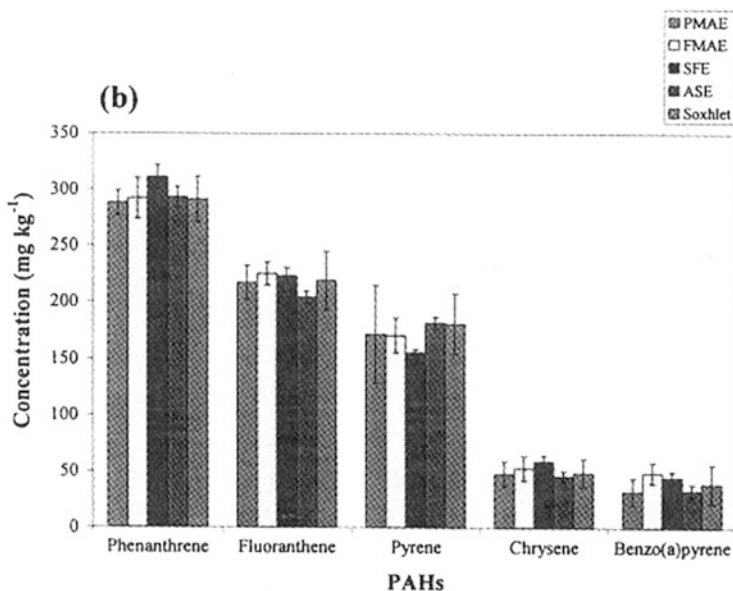 PMAE
FMAE
SFE
ASE
Soxhlet
(b)
350
300
250
200
150
100
50
0
Concentration (mg kg⁻¹)
Phenanthrene Fluoranthene Pyrene Chrysene Benzo(a)pyrene
PAHs